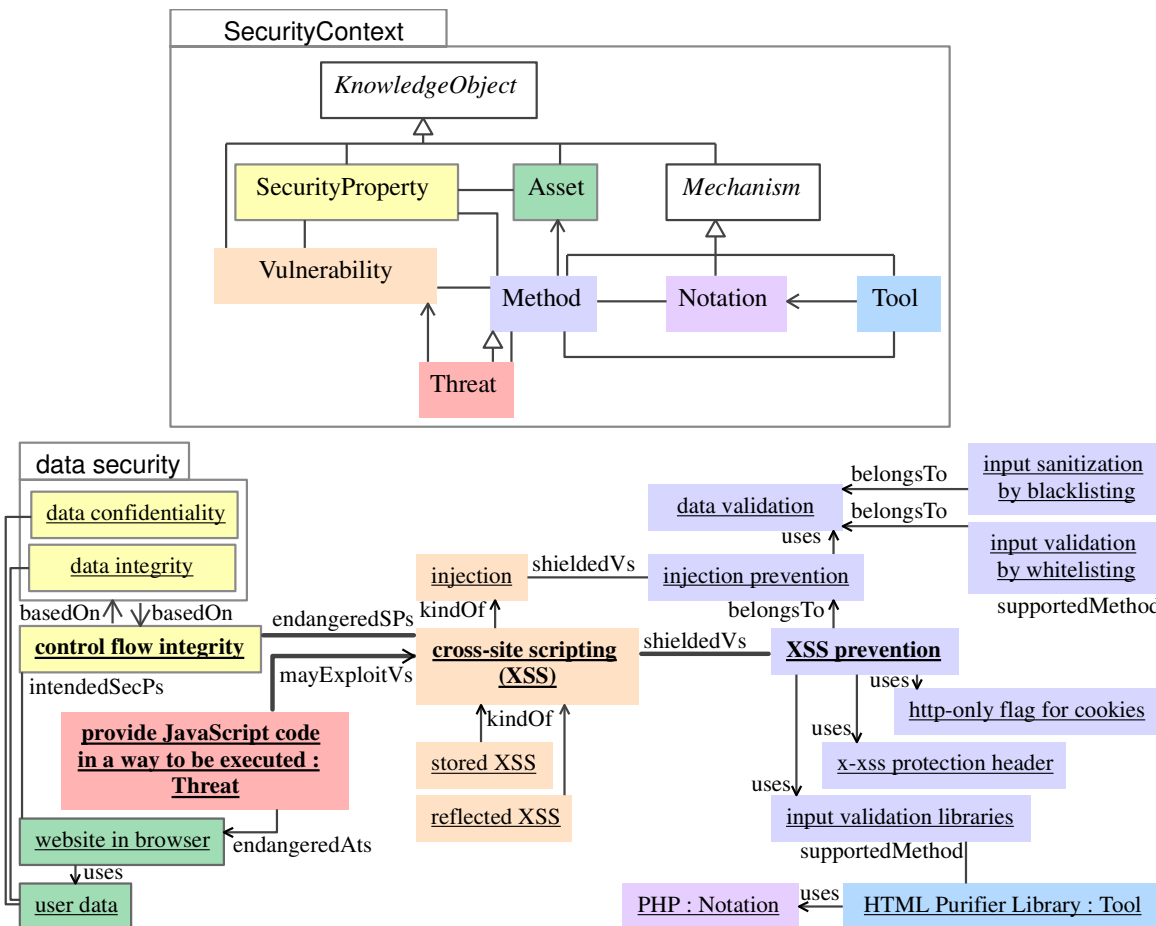 SecurityContext
KnowledgeObject
SecurityProperty
Asset
Mechanism
Vulnerability
Method
Notation
Tool
Threat
data security
data confidentiality
data integrity
basedOn
basedOn
control flow integrity
intendedSecPs
endangeredSPs
mayExploitVs
provide JavaScript code
in a way to be executed :
Threat
website in browser
endangeredAts
uses
user data
injection
kindOf
shieldedVs
cross-site scripting
(XSS)
kindOf
stored XSS
reflected XSS
shieldedVs
data validation
uses
injection prevention
belongsTo
XSS prevention
belongsTo
input sanitization
by blacklisting
belongsTo
input validation
by whitelisting
supportedMethod
uses
http-only flag for cookies
uses
x-xss protection header
uses
input validation libraries
supportedMethod
PHP : Notation
uses
HTML Purifier Library : Tool